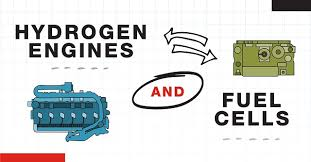 HYDROGEN
ENGINES
AND
FUEL
CELLS